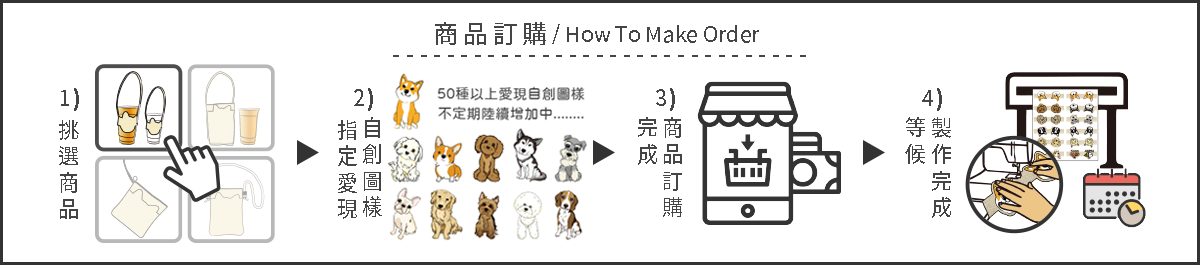 商品訂購/How To Make Order
1)
挑選商品
2)
自創圖樣
指定愛現
50種以上愛現自創圖樣
不定期陸續增加中........
3)
商品訂購
完成
4)
製作完成
等候